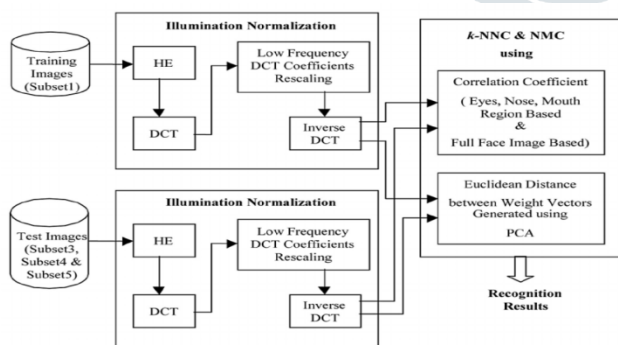 Illumination Normalization
Training
Images
(Subset1)
HE
DCT
Low Frequency
DCT Coefficients
Rescaling
Inverse
DCT
Illumination Normalization
Test Images
(Subset3,
Subset4 &
Subset5)
HE
DCT
Low Frequency
DCT Coefficients
Rescaling
Inverse
DCT
k-NNC & NMC
using
Correlation Coefficient
( Eyes, Nose, Mouth
Region Based
&
Full Face Image Based)
Euclidean Distance
between Weight Vectors
Generated using
PCA
Recognition
Results